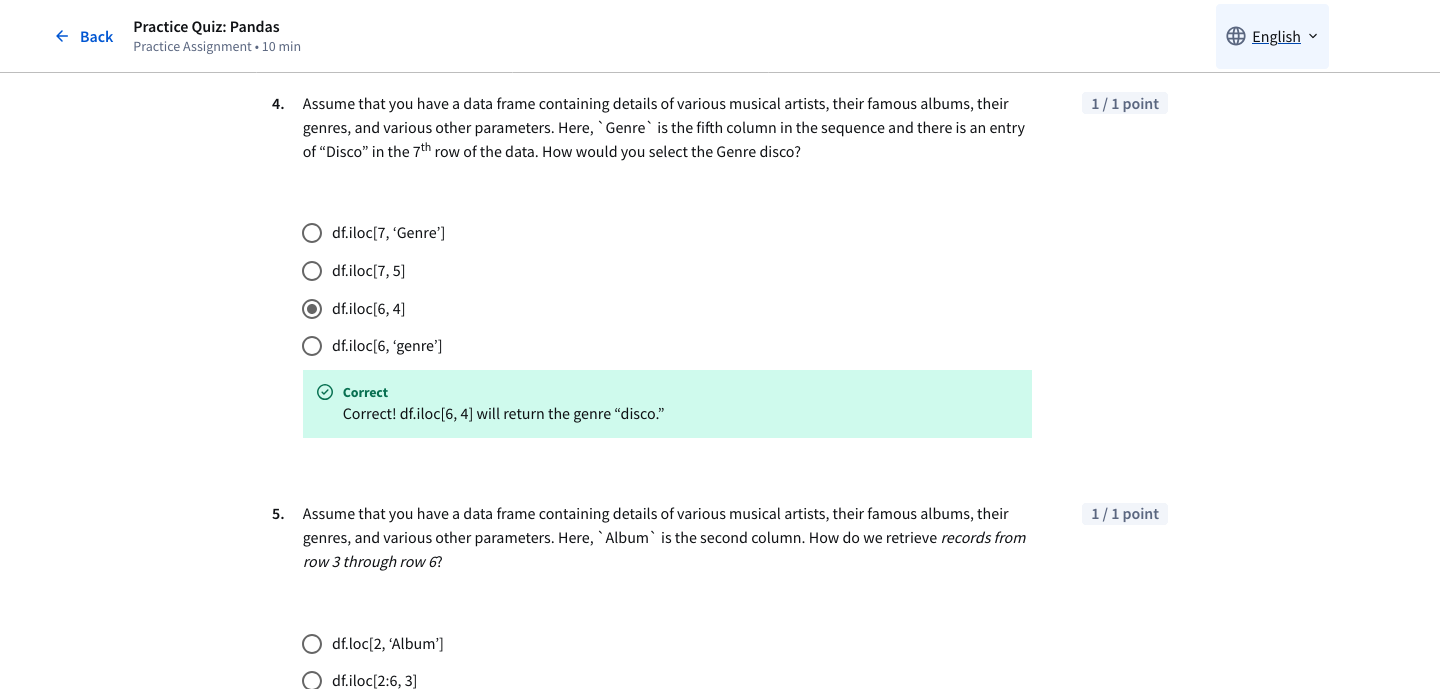 Back
Practice Quiz: Pandas
Practice Assignment • 10 min
English
4.
Assume that you have a data frame containing details of various musical artists, their famous albums, their
genres, and various other parameters. Here, `Genre` is the fifth column in the sequence and there is an entry
of “Disco” in the 7th row of the data. How would you select the Genre disco?
1 / 1 point
df.iloc[7, ‘Genre’]
df.iloc[7, 5]
df.iloc[6, 4]
df.iloc[6, ‘genre’]
Correct
Correct! df.iloc[6, 4] will return the genre “disco.”
5.
Assume that you have a data frame containing details of various musical artists, their famous albums, their
genres, and various other parameters. Here, `Album` is the second column. How do we retrieve records from
row 3 through row 6?
1 / 1 point
df.loc[2, ‘Album’]
df.iloc[2:6, 3]